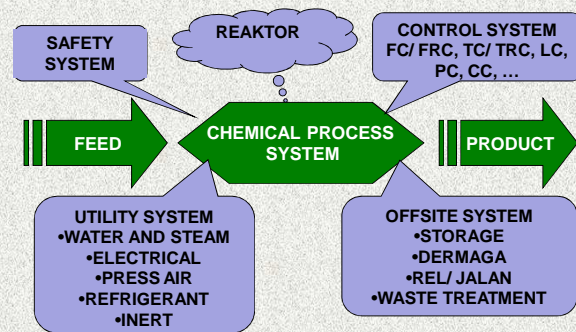 SAFETY
SYSTEM
REAKTOR
CONTROL SYSTEM
FC/ FRC, TC/ TRC, LC,
PC, CC, ...
FEED
CHEMICAL PROCESS
SYSTEM
PRODUCT
UTILITY SYSTEM
•WATER AND STEAM
•ELECTRICAL
•PRESS AIR
•REFRIGERANT
•INERT
OFFSITE SYSTEM
•STORAGE
•DERMAGA
•REL/ JALAN
•WASTE TREATMENT